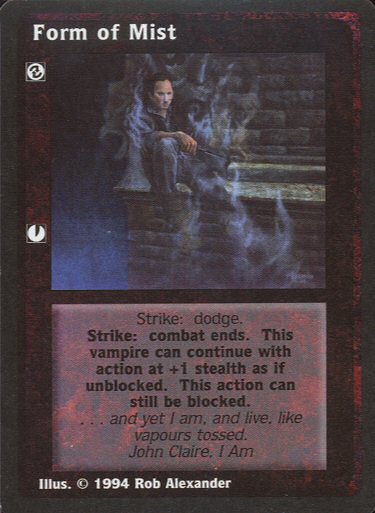 Form of Mist
Strike: dodge.
Strike: combat ends. This
vampire can continue with
action at +1 stealth as if
unblocked. This action can
still be blocked.
. . . and yet I am, and live, like
vapours tossed.
John Claire, I Am
Illus. © 1994 Rob Alexander